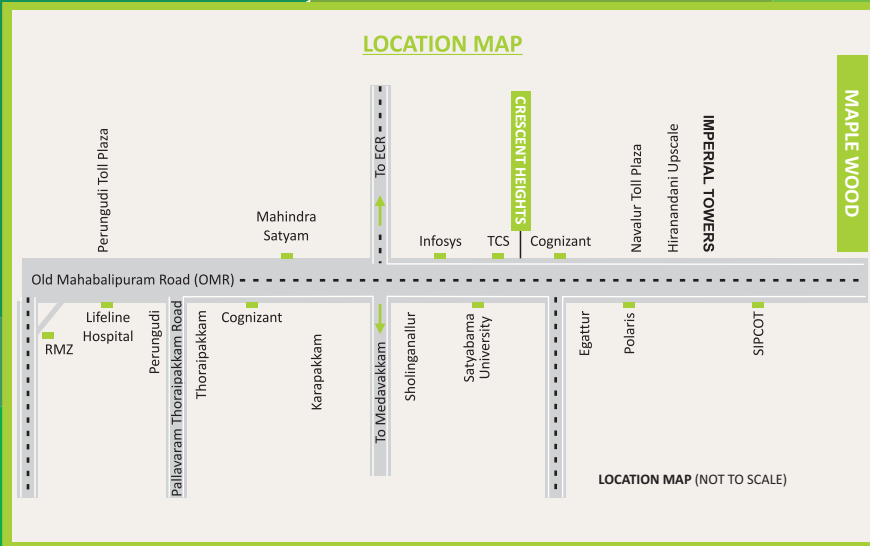 LOCATION MAP
Perungudi Toll Plaza
Mahindra
Satyam
To ECR
Infosys
TCS
CRESCENT HEIGHTS
Cognizant
Navalur Toll Plaza
Hiranandani Upscale
IMPERIAL TOWERS
MAPLE WOOD
Old Mahabalipuram Road (OMR)
RMZ
Lifeline
Hospital
Perungudi
Pallavaram Thoraipakkam Road
Thoraipakkam
Cognizant
Karapakkam
To Medavakkam
Sholinganallur
Satyabama
University
Egattur
Polaris
SIPCOT
LOCATION MAP (NOT TO SCALE)